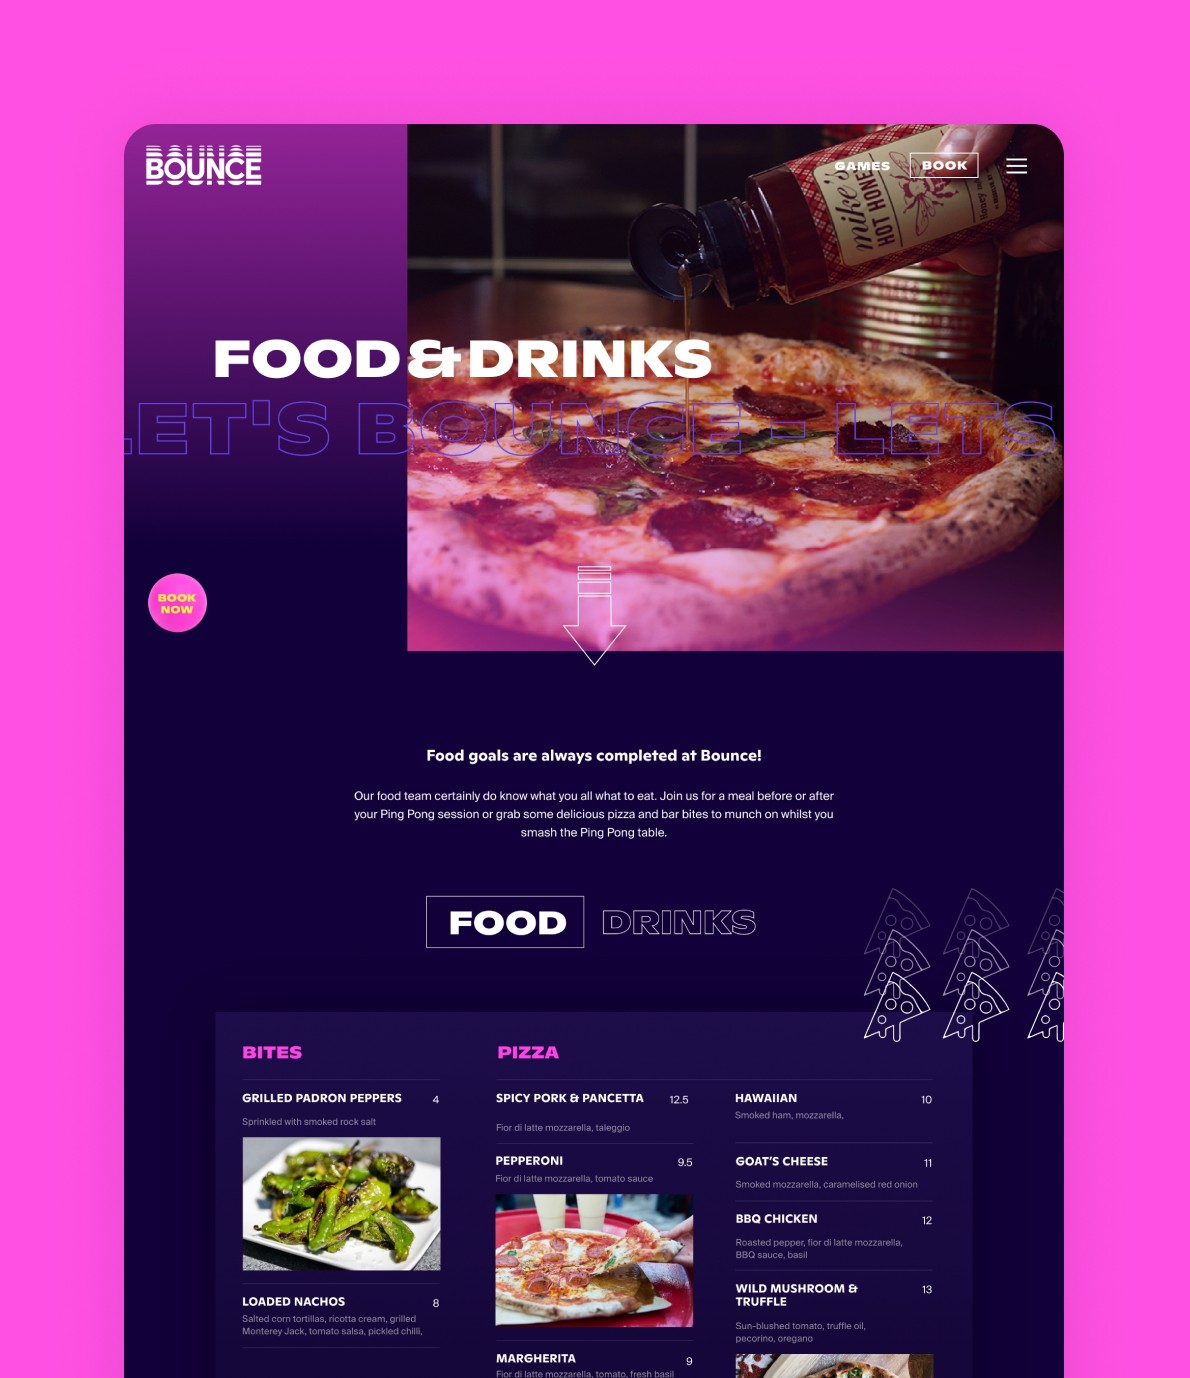 BOUNCE
GAMES
BOOK
mike's
HOT HONEY
FOOD & DRINKS
LET'S BOUNCE - LETS
BOOK
NOW
Food goals are always completed at Bounce!
Our food team certainly do know what you all what to eat. Join us for a meal before or after
your Ping Pong session or grab some delicious pizza and bar bites to munch on whilst you
smash the Ping Pong table.
FOOD
DRINKS
BITES
GRILLED PADRON PEPPERS 4
Sprinkled with smoked rock salt
LOADED NACHOS 8
Salted corn tortillas, ricotta cream, grilled
Monterey Jack, tomato salsa, pickled chilli,
PIZZA
SPICY PORK & PANCETTA 12.5
Fior di latte mozzarella, taleggio
PEPPERONI 9.5
Fior di latte mozzarella, tomato sauce
MARGHERITA 9
Fior di latte mozzarella, tomato, fresh basil
HAWAIIAN 10
Smoked ham, mozzarella,
GOAT'S CHEESE 11
Smoked mozzarella, caramelised red onion
BBQ CHICKEN 12
Roasted pepper, fior di latte mozzarella,
BBQ sauce, basil
WILD MUSHROOM & 13
TRUFFLE
Sun-blushed tomato, truffle oil,
pecorino, oregano